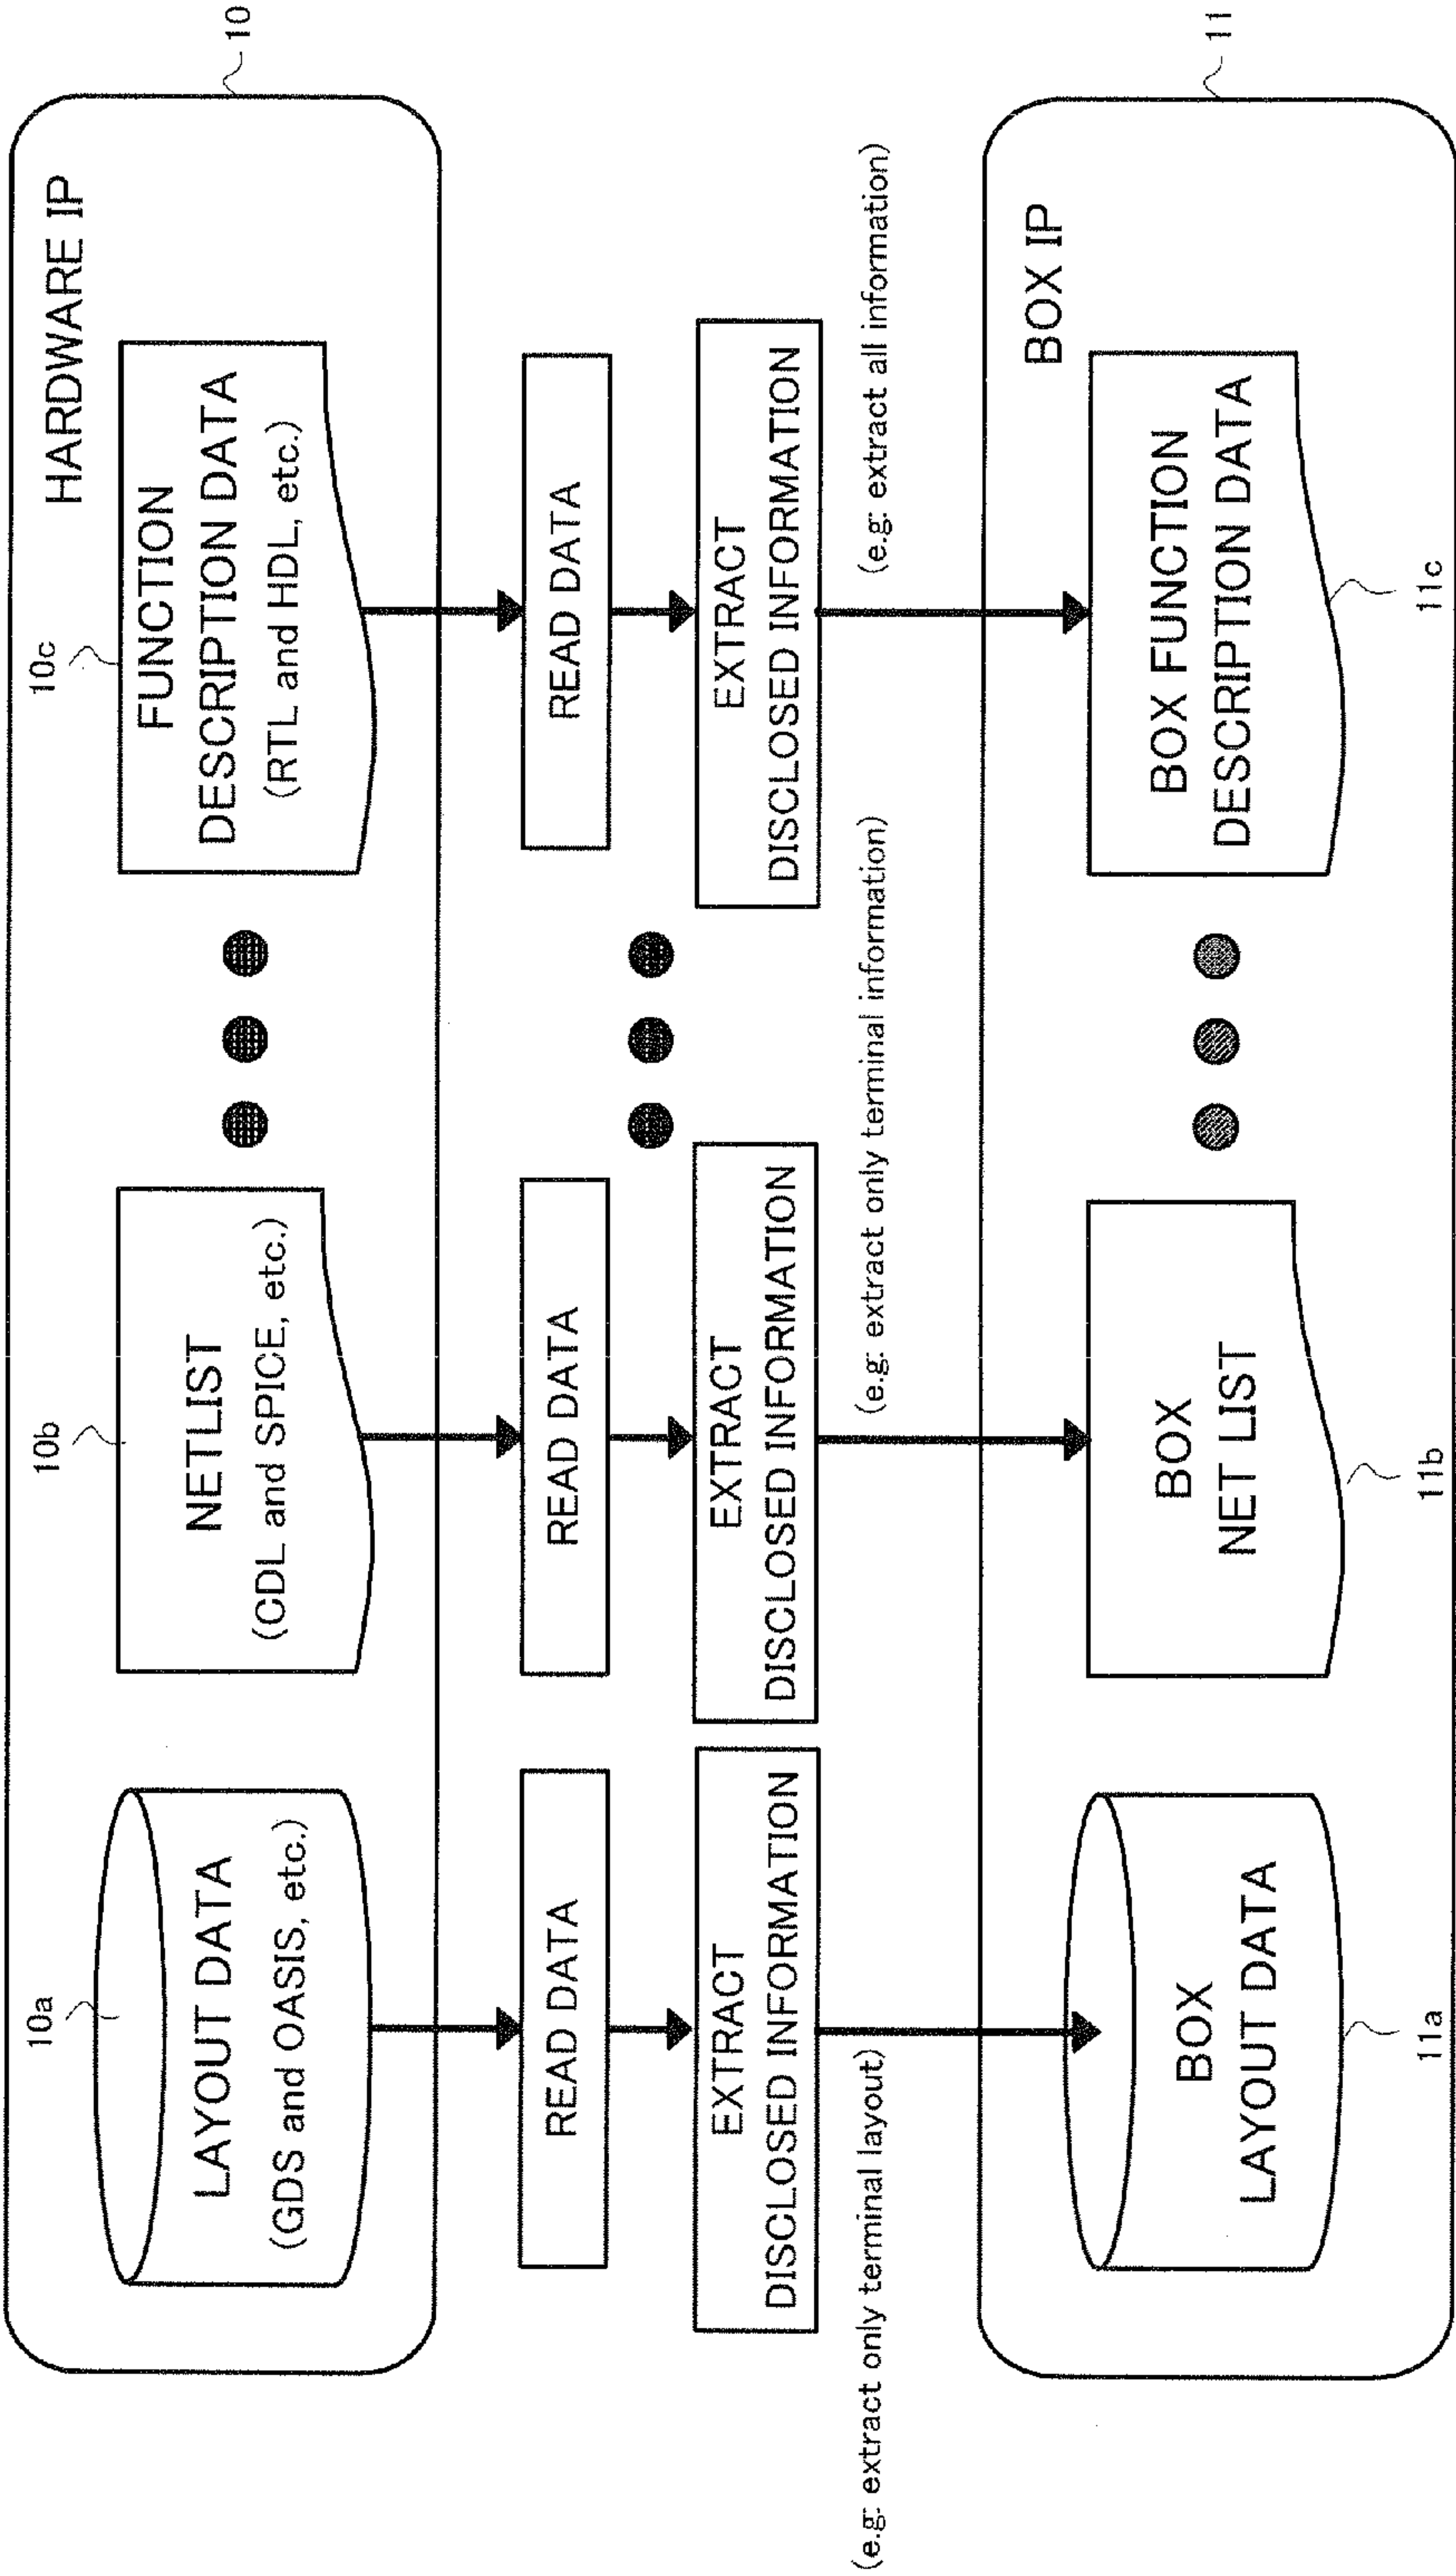 HARDWARE IP
10
10a
LAYOUT DATA
(GDS and OASIS, etc.)
10b
NETLIST
(CDL and SPICE, etc.)
10c
FUNCTION
DESCRIPTION DATA
(RTL and HDL, etc.)
READ DATA
READ DATA
READ DATA
EXTRACT
DISCLOSED INFORMATION
EXTRACT
DISCLOSED INFORMATION
EXTRACT
DISCLOSED INFORMATION
(e.g: extract only terminal layout)
(e.g: extract only terminal information)
(e.g: extract all information)
BOX IP
11
BOX
LAYOUT DATA
11a
BOX
NET LIST
11b
BOX FUNCTION
DESCRIPTION DATA
11c